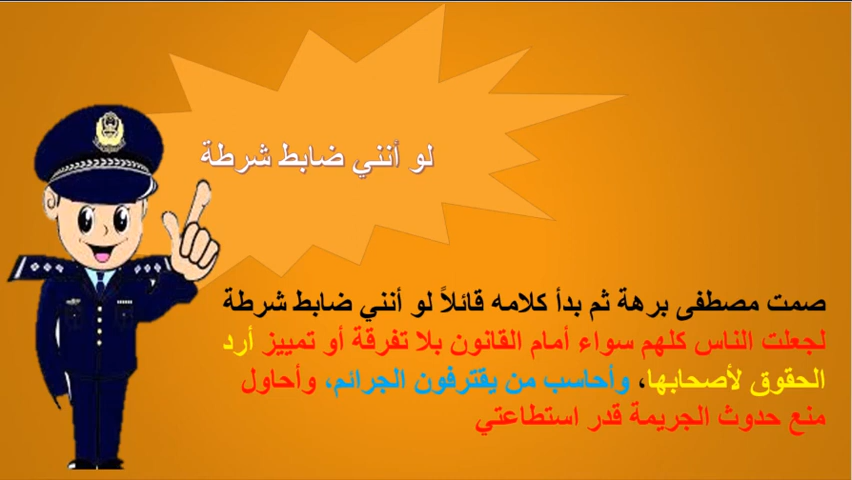 لو أنني ضابط شرطة
صمت مصطفى برهة ثم بدأ كلامه قائلاً لو أنني ضابط شرطة
لجعلت الناس كلهم سواء أمام القانون بلا تفرقة أو تمييز أرد
الحقوق لأصحابها، وأحاسب من يقترفون الجرائم، وأحاول
منع حدوث الجريمة قدر استطاعتي